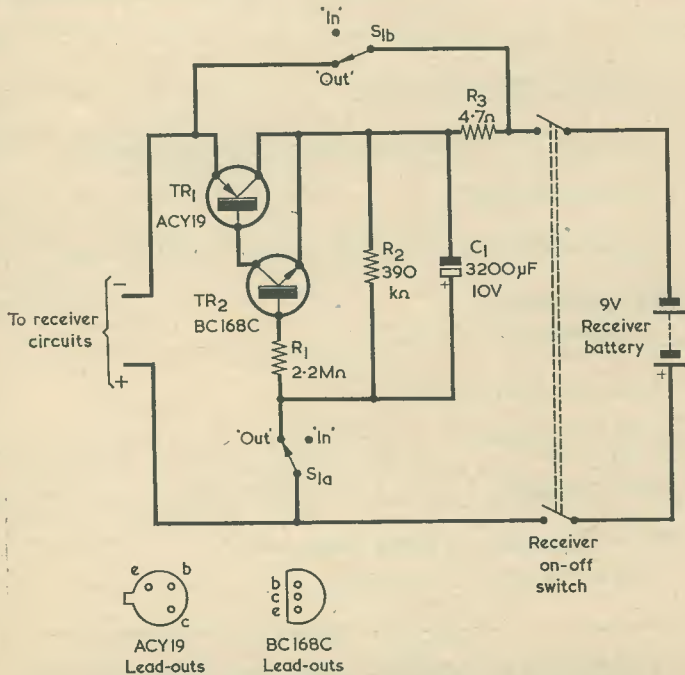 'In'
S1b
'Out'
R3
4·7Ω
TR1
ACY19
R2
390
kΩ
C1
3200µF
10V
+
TR2
BC168C
9V
Receiver
battery
+
−
To receiver
circuits
+
R1
2·2MΩ
'Out'
'In'
S1a
Receiver
on-off
switch
e
b
c
ACY19
Lead-outs
b
c
e
BC168C
Lead-outs